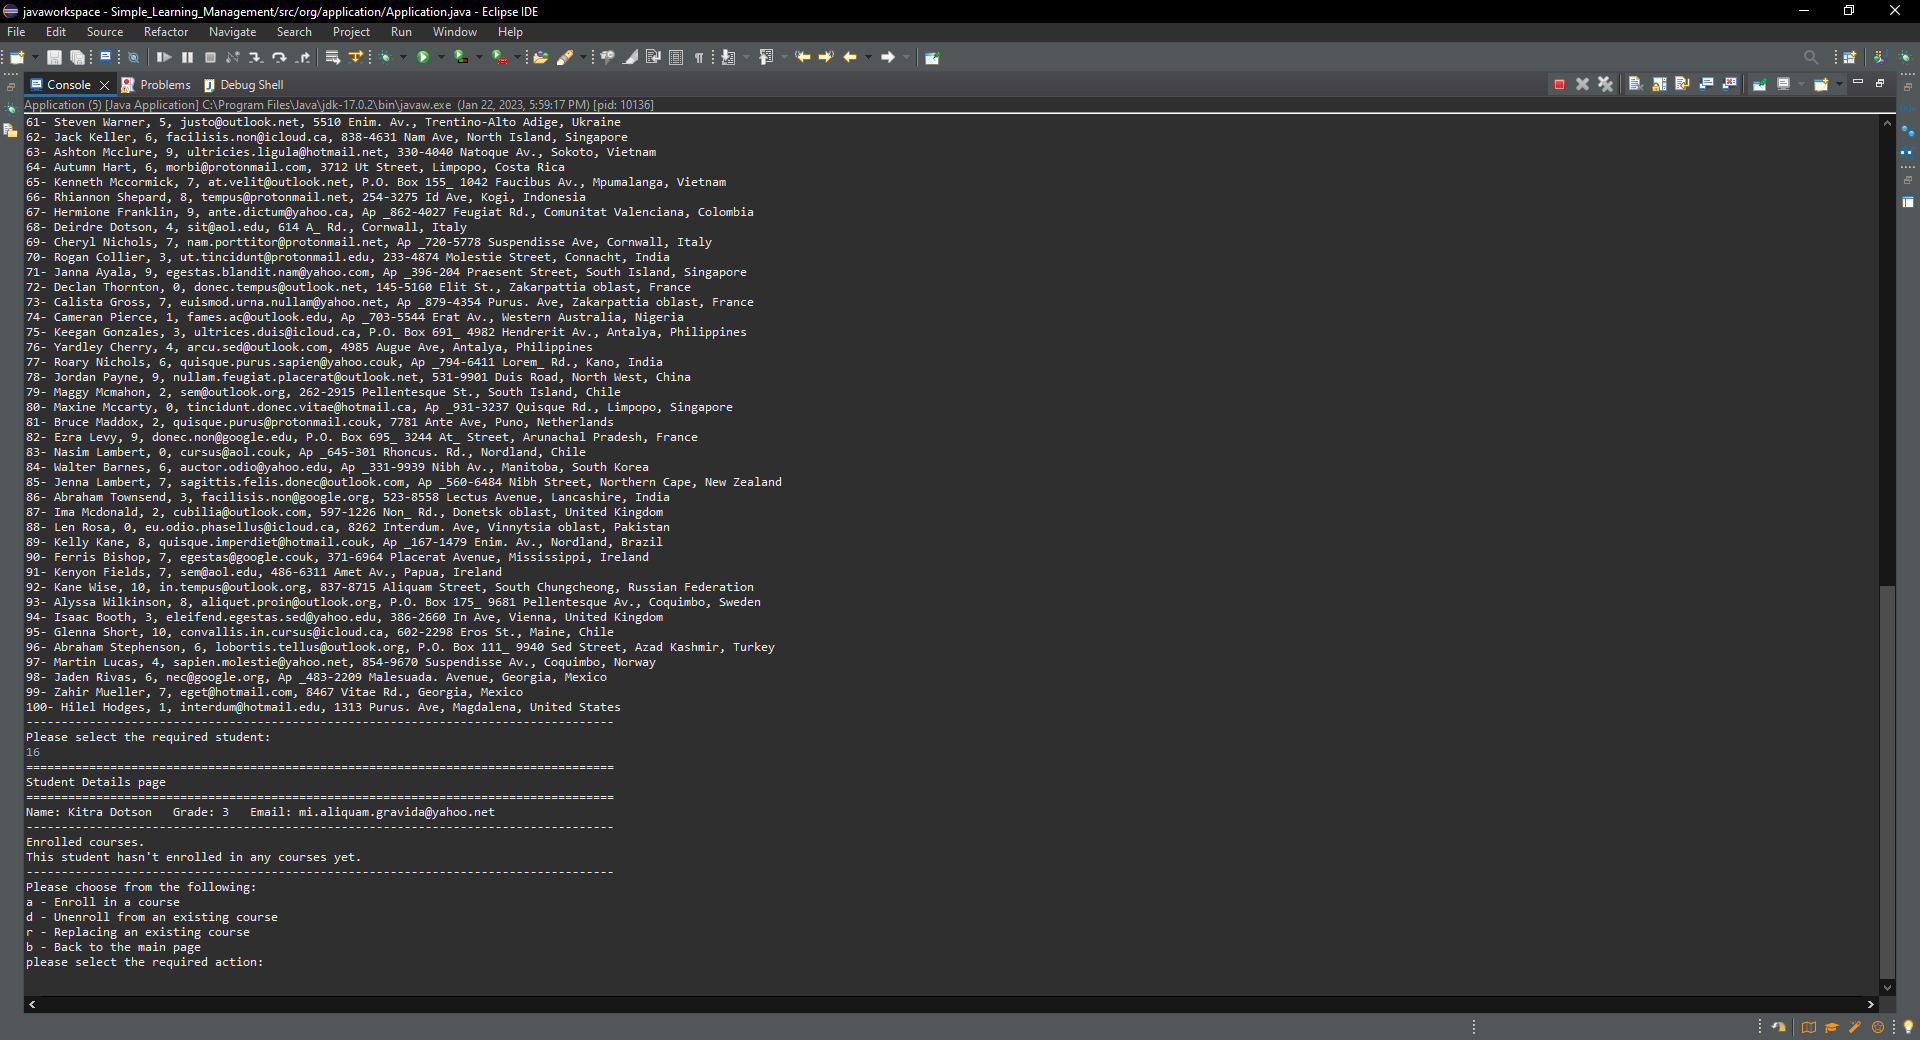 javaworkspace - Simple_Learning_Management/src/org/application/Application.java - Eclipse IDE
File Edit Source Refactor Navigate Search Project Run Window Help
Console Problems Debug Shell
Application (5) [Java Application] C:\Program Files\Java\jdk-17.0.2\bin\javaw.exe (Jan 22, 2023, 5:59:17 PM) [pid: 10136]
61- Steven Warner, 5, justo@outlook.net, 5510 Enim. Av., Trentino-Alto Adige, Ukraine
62- Jack Keller, 6, facilisis.non@icloud.ca, 838-4631 Nam Ave, North Island, Singapore
63- Ashton Mcclure, 9, ultricies.ligula@hotmail.net, 330-4040 Natoque Av., Sokoto, Vietnam
64- Autumn Hart, 6, morbi@protonmail.com, 3712 Ut Street, Limpopo, Costa Rica
65- Kenneth Mccormick, 7, at.velit@outlook.net, P.O. Box 155_ 1042 Faucibus Av., Mpumalanga, Vietnam
66- Rhiannon Shepard, 8, tempus@protonmail.net, 254-3275 Id Ave, Kogi, Indonesia
67- Hermione Franklin, 9, ante.dictum@yahoo.ca, Ap _862-4027 Feugiat Rd., Comunitat Valenciana, Colombia
68- Deirdre Dotson, 4, sit@aol.edu, 614 A_ Rd., Cornwall, Italy
69- Cheryl Nichols, 7, nam.porttitor@protonmail.net, Ap _720-5778 Suspendisse Ave, Cornwall, Italy
70- Rogan Collier, 3, ut.tincidunt@protonmail.edu, 233-4874 Molestie Street, Connacht, India
71- Janna Ayala, 9, egestas.blandit.nam@yahoo.com, Ap _396-204 Praesent Street, South Island, Singapore
72- Declan Thornton, 0, donec.tempus@outlook.net, 145-5160 Elit St., Zakarpattia oblast, France
73- Calista Gross, 7, euismod.urna.nullam@yahoo.net, Ap _879-4354 Purus. Ave, Zakarpattia oblast, France
74- Cameran Pierce, 1, fames.ac@outlook.edu, Ap _703-5544 Erat Av., Western Australia, Nigeria
75- Keegan Gonzales, 3, ultrices.duis@icloud.ca, P.O. Box 691_ 4982 Hendrerit Av., Antalya, Philippines
76- Yardley Cherry, 4, arcu.sed@outlook.com, 4985 Augue Ave, Antalya, Philippines
77- Roary Nichols, 6, quisque.purus.sapien@yahoo.couk, Ap _794-6411 Lorem_ Rd., Kano, India
78- Jordan Payne, 9, nullam.feugiat.placerat@outlook.net, 531-9901 Duis Road, North West, China
79- Maggy Mcmahon, 2, sem@outlook.org, 262-2915 Pellentesque St., South Island, Chile
80- Maxine Mccarty, 0, tincidunt.donec.vitae@hotmail.ca, Ap _931-3237 Quisque Rd., Limpopo, Singapore
81- Bruce Maddox, 2, quisque.purus@protonmail.couk, 7781 Ante Ave, Puno, Netherlands
82- Ezra Levy, 9, donec.non@google.edu, P.O. Box 695_ 3244 At_ Street, Arunachal Pradesh, France
83- Nasim Lambert, 0, cursus@aol.couk, Ap _645-301 Rhoncus. Rd., Nordland, Chile
84- Walter Barnes, 6, auctor.odio@yahoo.edu, Ap _331-9939 Nibh Av., Manitoba, South Korea
85- Jenna Lambert, 7, sagittis.felis.donec@outlook.com, Ap _560-6484 Nibh Street, Northern Cape, New Zealand
86- Abraham Townsend, 3, facilisis.non@google.org, 523-8558 Lectus Avenue, Lancashire, India
87- Ima Mcdonald, 2, cubilia@outlook.com, 597-1226 Non_ Rd., Donetsk oblast, United Kingdom
88- Len Rosa, 0, eu.odio.phasellus@icloud.ca, 8262 Interdum. Ave, Vinnytsia oblast, Pakistan
89- Kelly Kane, 8, quisque.imperdiet@hotmail.couk, Ap _167-1479 Enim. Av., Nordland, Brazil
90- Ferris Bishop, 7, egestas@google.couk, 371-6964 Placerat Avenue, Mississippi, Ireland
91- Kenyon Fields, 7, sem@aol.edu, 486-6311 Amet Av., Papua, Ireland
92- Kane Wise, 10, in.tempus@outlook.org, 837-8715 Aliquam Street, South Chungcheong, Russian Federation
93- Alyssa Wilkinson, 8, aliquet.proin@outlook.org, P.O. Box 175_ 9681 Pellentesque Av., Coquimbo, Sweden
94- Isaac Booth, 3, eleifend.egestas.sed@yahoo.edu, 386-2660 In Ave, Vienna, United Kingdom
95- Glenna Short, 10, convallis.in.cursus@icloud.ca, 602-2298 Eros St., Maine, Chile
96- Abraham Stephenson, 6, lobortis.tellus@outlook.org, P.O. Box 111_ 9940 Sed Street, Azad Kashmir, Turkey
97- Martin Lucas, 4, sapien.molestie@yahoo.net, 854-9670 Suspendisse Av., Coquimbo, Norway
98- Jaden Rivas, 6, nec@google.org, Ap _483-2209 Malesuada. Avenue, Georgia, Mexico
99- Zahir Mueller, 7, eget@hotmail.com, 8467 Vitae Rd., Georgia, Mexico
100- Hilel Hodges, 1, interdum@hotmail.edu, 1313 Purus. Ave, Magdalena, United States
------------------------------------------------------------------------------------
Please select the required student:
16
====================================================================================
Student Details page
====================================================================================
Name: Kitra Dotson   Grade: 3   Email: mi.aliquam.gravida@yahoo.net
------------------------------------------------------------------------------------
Enrolled courses.
This student hasn't enrolled in any courses yet.
------------------------------------------------------------------------------------
Please choose from the following:
a - Enroll in a course
d - Unenroll from an existing course
r - Replacing an existing course
b - Back to the main page
please select the required action: